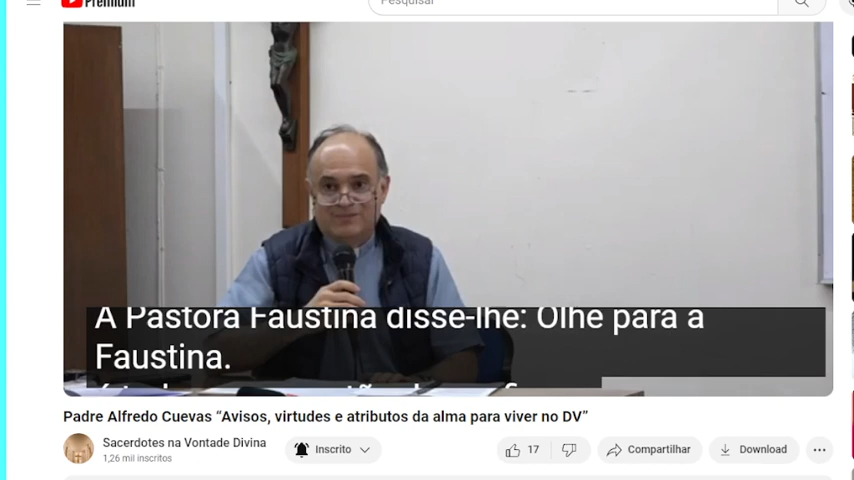 Premium
Pesquisar
A Pastora Faustina disse-lhe: Olhe para a
Faustina.
Padre Alfredo Cuevas “Avisos, virtudes e atributos da alma para viver no DV”
Sacerdotes na Vontade Divina
1,26 mil inscritos
Inscrito
17
Compartilhar
Download